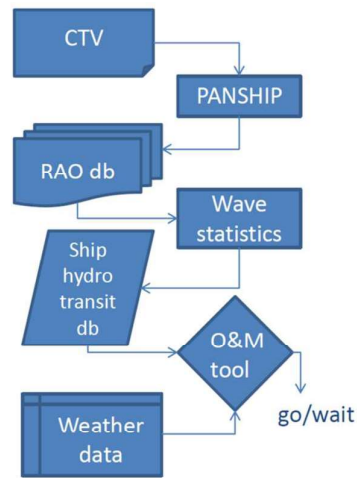 CTV
PANSHIP
RAO db
Wave
statistics
Ship
hydro
transit
db
O&M
tool
go/wait
Weather
data